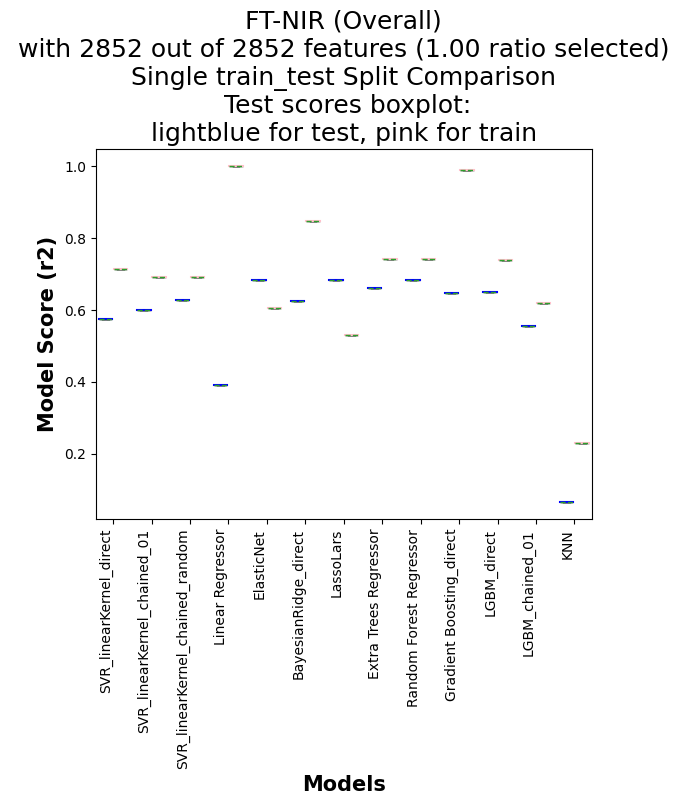 FT-NIR (Overall)
with 2852 out of 2852 features (1.00 ratio selected)
Single train_test Split Comparison
Test scores boxplot:
lightblue for test, pink for train
Model Score (r2)
1.0
0.8
0.6
0.4
0.2
SVR_linearKernel_direct
SVR_linearKernel_chained_01
SVR_linearKernel_chained_random
Linear Regressor
ElasticNet
BayesianRidge_direct
LassoLars
Extra Trees Regressor
Random Forest Regressor
Gradient Boosting_direct
LGBM_direct
LGBM_chained_01
KNN
Models